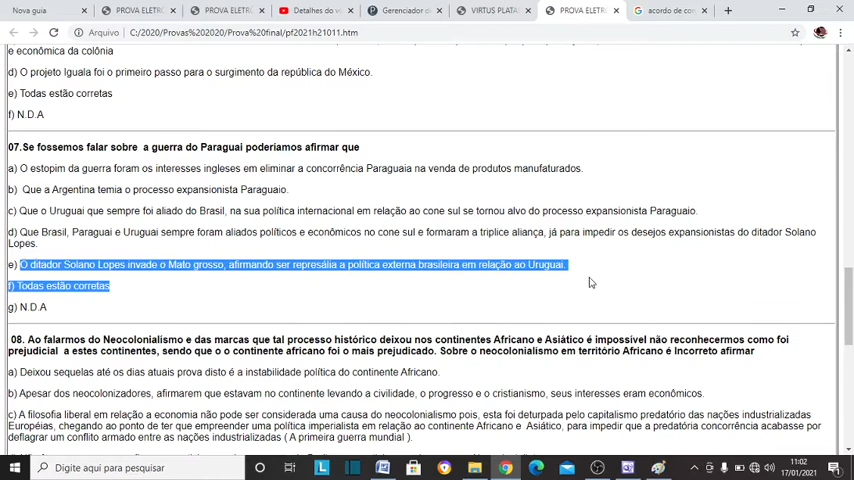 Nova guia
PROVA ELETR
PROVA ELETR
Detalhes do ví
Gerenciador de
VIRTUS PLATA
PROVA ELETR
acordo de con
Arquivo
C:/2020/Provas%202020/Prova%20final/pf2021h21011.htm
e econômica da colônia
d) O projeto Iguala foi o primeiro passo para o surgimento da república do México.
e) Todas estão corretas
f) N.D.A
07.Se fossemos falar sobre a guerra do Paraguai poderiamos afirmar que
a) O estopim da guerra foram os interesses ingleses em eliminar a concorrência Paraguaia na venda de produtos manufaturados.
b) Que a Argentina temia o processo expansionista Paraguaio.
c) Que o Uruguai que sempre foi aliado do Brasil, na sua política internacional em relação ao cone sul se tornou alvo do processo expansionista Paraguaio.
d) Que Brasil, Paraguai e Uruguai sempre foram aliados políticos e econômicos no cone sul e formaram a triplice aliança, já para impedir os desejos expansionistas do ditador Solano
Lopes.
e) O ditador Solano Lopes invade o Mato grosso, afirmando ser represália a política externa brasileira em relação ao Uruguai.
f) Todas estão corretas
g) N.D.A
08. Ao falarmos do Neocolonialismo e das marcas que tal processo histórico deixou nos continentes Africano e Asiático é impossível não reconhecermos como foi
prejudicial a estes continentes, sendo que o o continente africano foi o mais prejudicado. Sobre o neocolonialismo em território Africano é Incorreto afirmar
a) Deixou sequelas até os dias atuais prova disto é a instabilidade política do continente Africano.
b) Apesar dos neocolonizadores, afirmarem que estavam no continente levando a civilidade, o progresso e o cristianismo, seus interesses eram econômicos.
c) A filosofia liberal em relação a economia não pode ser considerada uma causa do neocolonialismo pois, esta foi deturpada pelo capitalismo predatório das nações industrializadas
Européias, chegando ao ponto de ter que empreender uma política imperialista em relação ao continente Africano e Asiático, para impedir que a predatória concorrência acabasse por
deflagrar um conflito armado entre as nações industrializadas ( A primeira guerra mundial ).
Digite aqui para pesquisar
11:02
17/01/2021